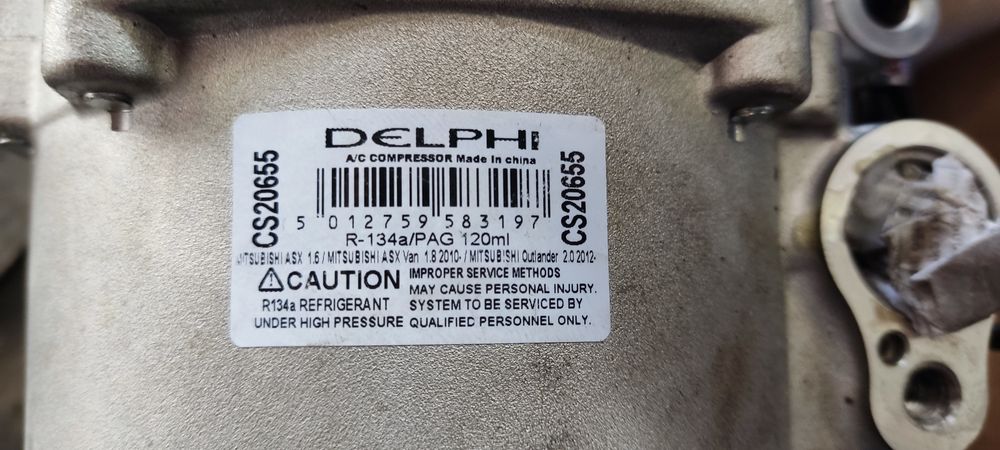 DELPHI
A/C COMPRESSOR Made In china
CS20655
CS20655
5 012759 583197
R-134a/PAG 120ml
MITSUBISHI ASX 1.6 / MITSUBISHI ASX Van 1.8 2010- / MITSUBISHI Outlander 2.0 2012-
CAUTION
R134a REFRIGERANT
UNDER HIGH PRESSURE
IMPROPER SERVICE METHODS
MAY CAUSE PERSONAL INJURY.
SYSTEM TO BE SERVICED BY
QUALIFIED PERSONNEL ONLY.